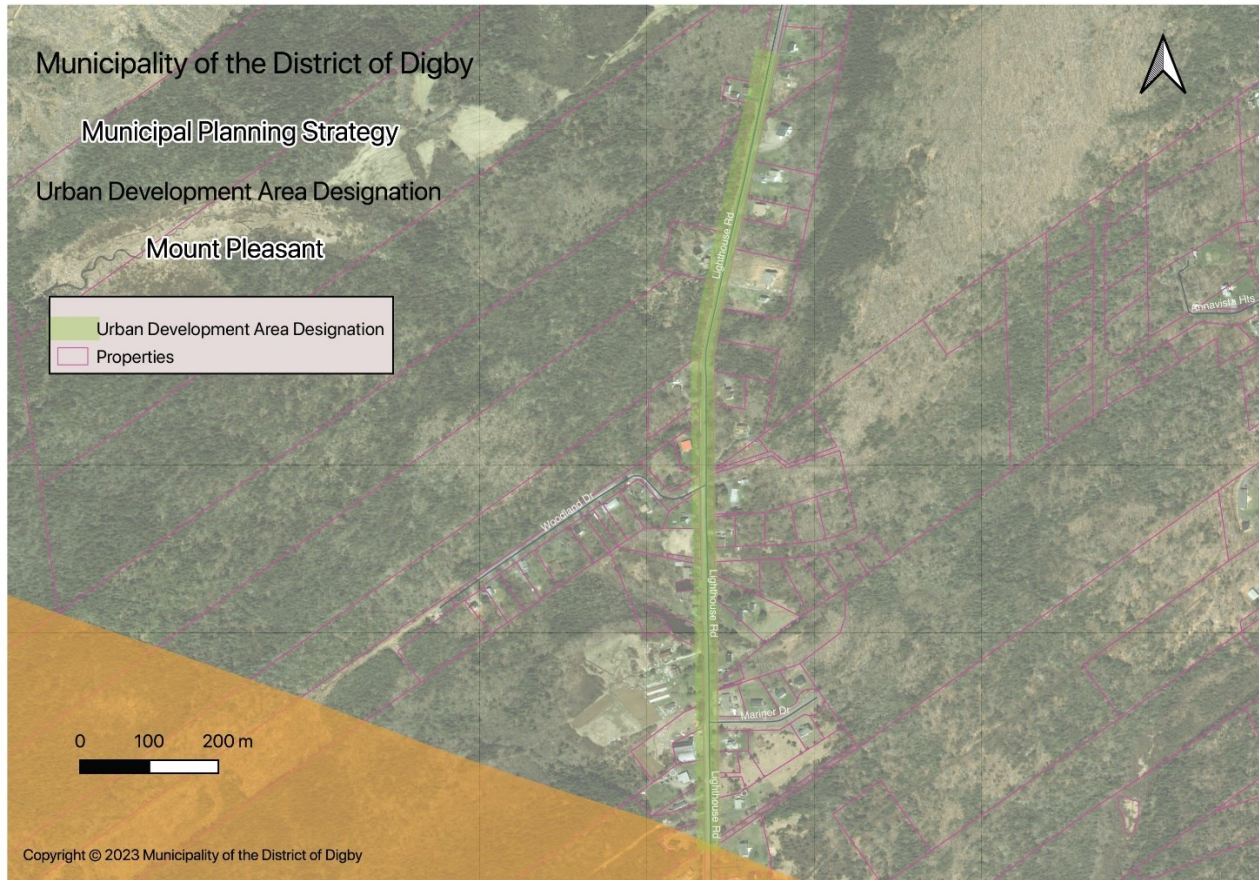 Municipality of the District of Digby
Municipal Planning Strategy
Urban Development Area Designation
Mount Pleasant
Urban Development Area Designation
Properties
Lighthouse Rd
Annavista Hts
Woodland Dr
Lighthouse Rd
Mariner Dr
Lighthouse Rd
0 100 200 m
Copyright © 2023 Municipality of the District of Digby